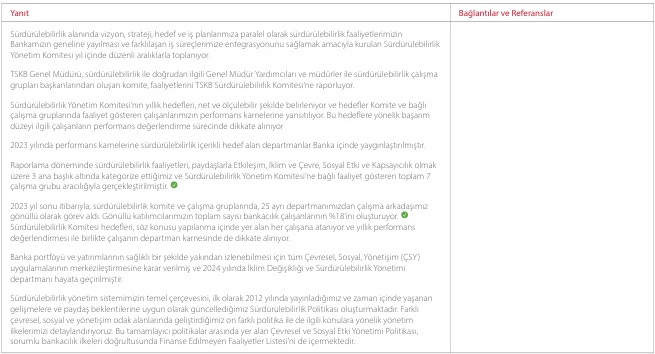 Yanıt
Bağlantılar ve Referanslar
Sürdürülebilirlik alanında vizyon, strateji, hedef ve iş planlarımıza paralel olarak sürdürülebilirlik faaliyetlerimizin
Bankamızın geneline yayılması ve farklılaşan iş süreçlerimize entegrasyonunu sağlamak amacıyla kurulan Sürdürülebilirlik
Yönetim Komitesi yıl içinde düzenli aralıklarla toplanıyor.
TSKB Genel Müdürü, sürdürülebilirlik ile doğrudan ilgili Genel Müdür Yardımcıları ve müdürler ile sürdürülebilirlik çalışma
grupları başkanlarından oluşan komite, faaliyetlerini TSKB Sürdürülebilirlik Komitesi'ne raporluyor.
Sürdürülebilirlik Yönetim Komitesi'nin yıllık hedefleri, net ve ölçülebilir şekilde belirleniyor ve hedefler Komite ve bağlı
çalışma gruplarında faaliyet gösteren çalışanlarımızın performans karnelerine yansıtılıyor. Bu hedeflere yönelik başarım
düzeyi ilgili çalışanların performans değerlendirme sürecinde dikkate alınıyor
2023 yılında performans karnelerine sürdürülebilirlik içerikli hedef alan departmanlar Banka içinde yaygınlaştırılmıştır.
Raporlama döneminde sürdürülebilirlik faaliyetleri, paydaşlarla Etkileşim, İklim ve Çevre, Sosyal Etki ve Kapsayıcılık olmak
üzere 3 ana başlık altında kategorize ettiğimiz ve Sürdürülebilirlik Yönetim Komitesi'ne bağlı faaliyet gösteren toplam 7
çalışma grubu aracılığıyla gerçekleştirilmiştir.
2023 yıl sonu itibarıyla, sürdürülebilirlik komite ve çalışma gruplarında, 25 ayrı departmanımızdan çalışma arkadaşımız
gönüllü olarak görev aldı. Gönüllü katılımcılarımızın toplam sayısı bankacılık çalışanlarının %18'ini oluşturuyor.
Sürdürülebilirlik Komitesi hedefleri, söz konusu yapılanma içinde yer alan her çalışana atanıyor ve yıllık performans
değerlendirmesi ile birlikte çalışanın departman karnesinde de dikkate alınıyor.
Banka portföyü ve yatırımlarının sağlıklı bir şekilde yakından izlenebilmesi için tüm Çevresel, Sosyal, Yönetişim (ÇSY)
uygulamalarının merkezileştirmesine karar verilmiş ve 2024 yılında İklim Değişikliği ve Sürdürülebilirlik Yönetimi
departmanı hayata geçirilmiştir.
Sürdürülebilirlik yönetim sistemimizin temel çerçevesini, ilk olarak 2012 yılında yayınladığımız ve zaman içinde yaşanan
gelişmelere ve paydaş beklentilerine uygun olarak güncellediğimiz Sürdürülebilirlik Politikası oluşturmaktadır. Farklı
çevresel, sosyal ve yönetişim odak alanlarında geliştirdiğimiz on farklı politika ile de ilgili konulara yönelik yönetim
ilkelerimizi detaylandırıyoruz. Bu tamamlayıcı politikalar arasında yer alan Çevresel ve Sosyal Etki Yönetimi Politikası,
sorumlu bankacılık ilkeleri doğrultusunda Finanse Edilmeyen Faaliyetler Listesi'ni de içermektedir.